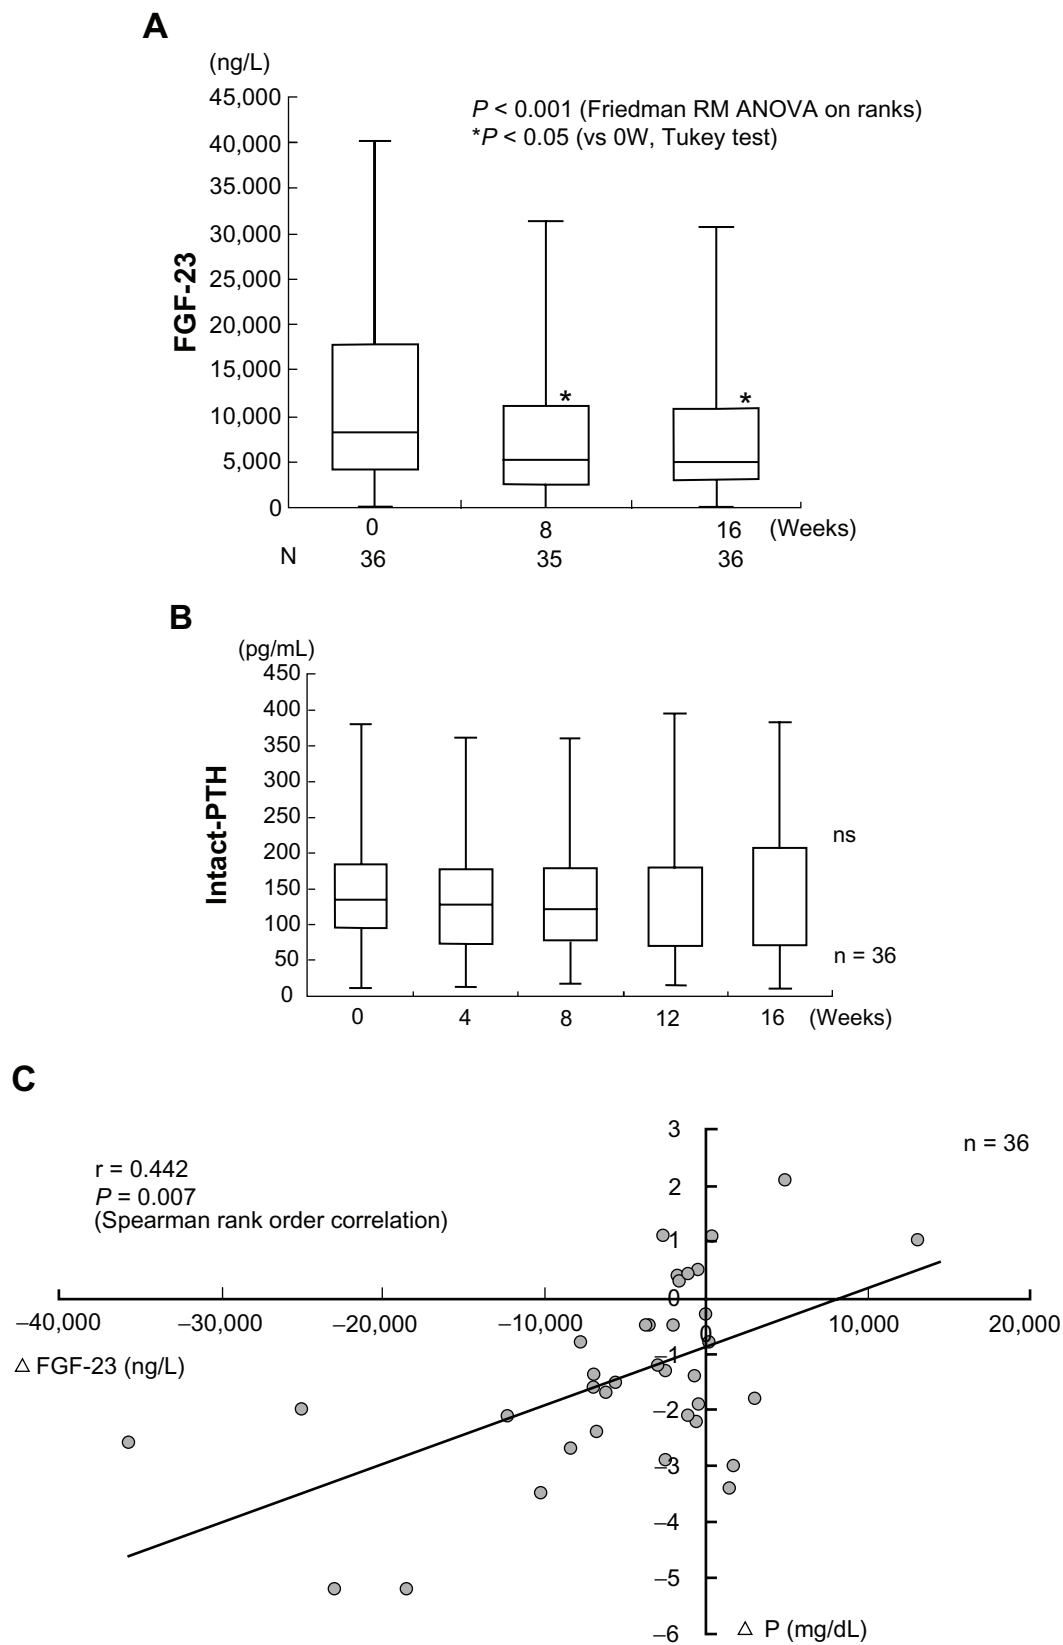 A
(ng/L)
P < 0.001 (Friedman RM ANOVA on ranks)
*P < 0.05 (vs 0W, Tukey test)
45,000
40,000
35.000
30,000
25,000
20,000
15,000
10,000
5,000
0
FGF-23
*
*
0 8 16 (Weeks)
N 36 35 36
B
(pg/mL)
450
400
350
300
250
200
150
100
50
0
Intact-PTH
ns
n = 36
0 4 8 12 16 (Weeks)
C
r = 0.442
P = 0.007
(Spearman rank order correlation)
n = 36
3
2
1
0
–1
–2
–3
–4
–5
–6
–40,000 –30,000 –20,000 –10,000 0 10,000 20,000
△ FGF-23 (ng/L)
△ P (mg/dL)